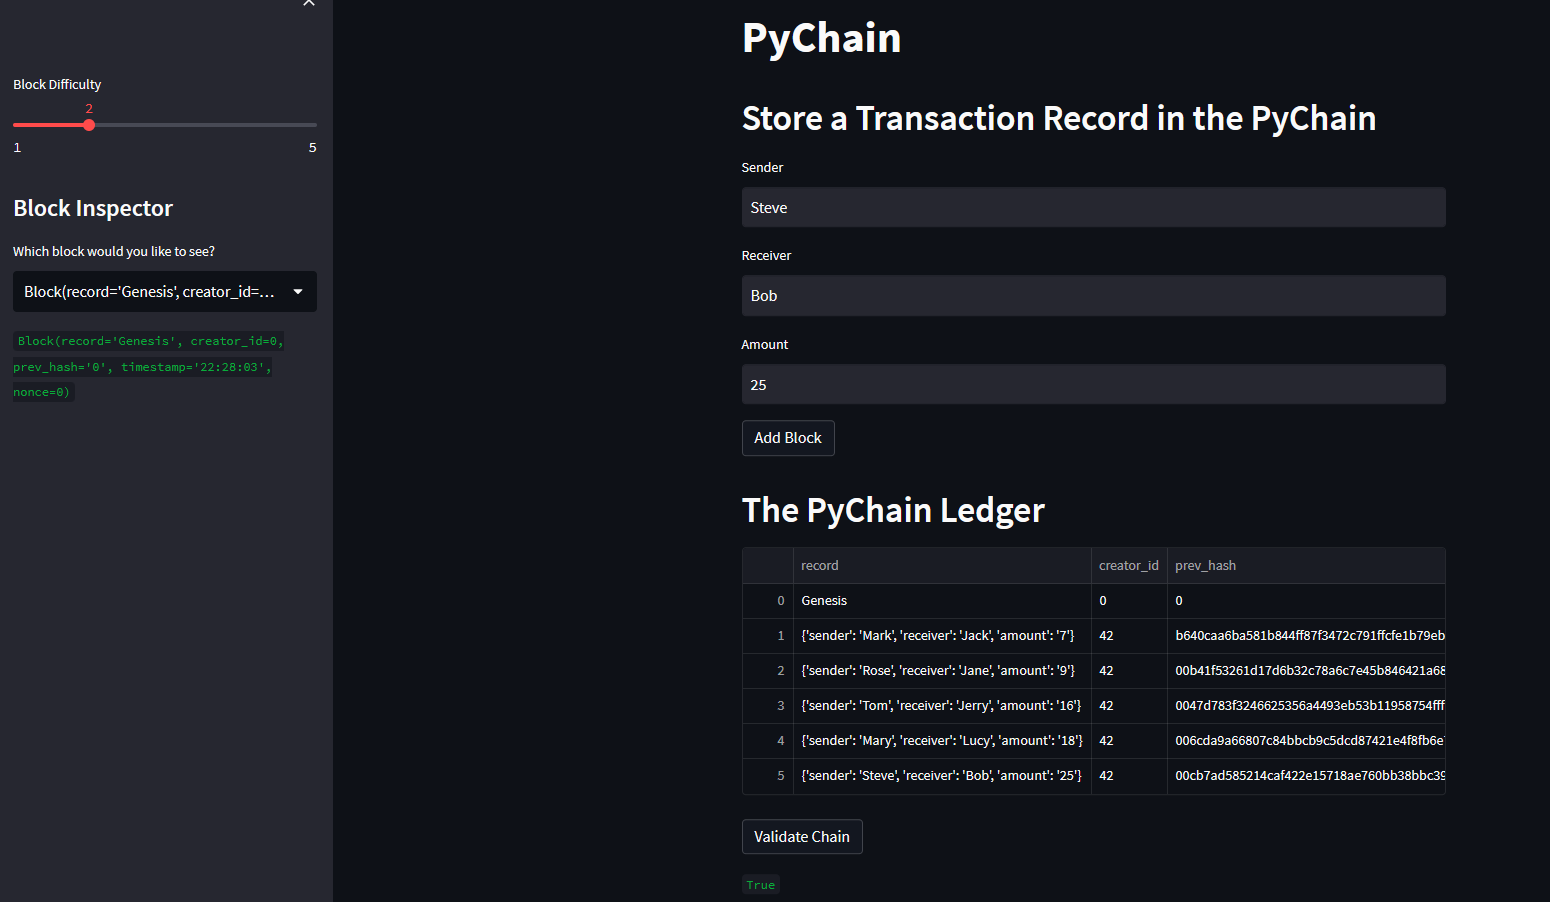 Block Difficulty
2
1 5
Block Inspector
Which block would you like to see?
Block(record='Genesis', creator_id=...
Block(record='Genesis', creator_id=0,
prev_hash='0', timestamp='22:28:03',
nonce=0)
PyChain
Store a Transaction Record in the PyChain
Sender
Steve
Receiver
Bob
Amount
25
Add Block
The PyChain Ledger
record creator_id prev_hash
0 Genesis 0 0
1 {'sender': 'Mark', 'receiver': 'Jack', 'amount': '7'} 42 b640caa6ba581b844ff87f3472c791ffcfe1b79eb
2 {'sender': 'Rose', 'receiver': 'Jane', 'amount': '9'} 42 00b41f53261d17d6b32c78a6c7e45b846421a68
3 {'sender': 'Tom', 'receiver': 'Jerry', 'amount': '16'} 42 0047d783f3246625356a4493eb53b11958754fff
4 {'sender': 'Mary', 'receiver': 'Lucy', 'amount': '18'} 42 006cda9a66807c84bbcb9c5dcd87421e4f8fb6e
5 {'sender': 'Steve', 'receiver': 'Bob', 'amount': '25'} 42 00cb7ad585214caf422e15718ae760bb38bbc39
Validate Chain
True